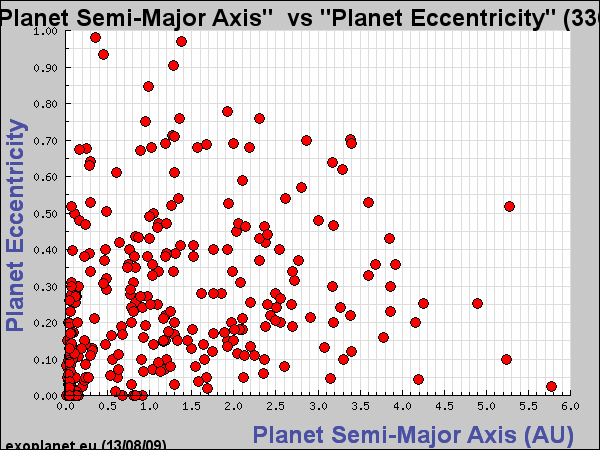 Planet Semi-Major Axis" vs "Planet Eccentricity" (330
1.00
0.90
0.80
0.70
0.60
0.50
0.40
0.30
0.20
0.10
0.00
Planet Eccentricity
0.0 0.5 1.0 1.5 2.0 2.5 3.0 3.5 4.0 4.5 5.0 5.5 6.0
Planet Semi-Major Axis (AU)
exoplanet.eu (13/08/09)